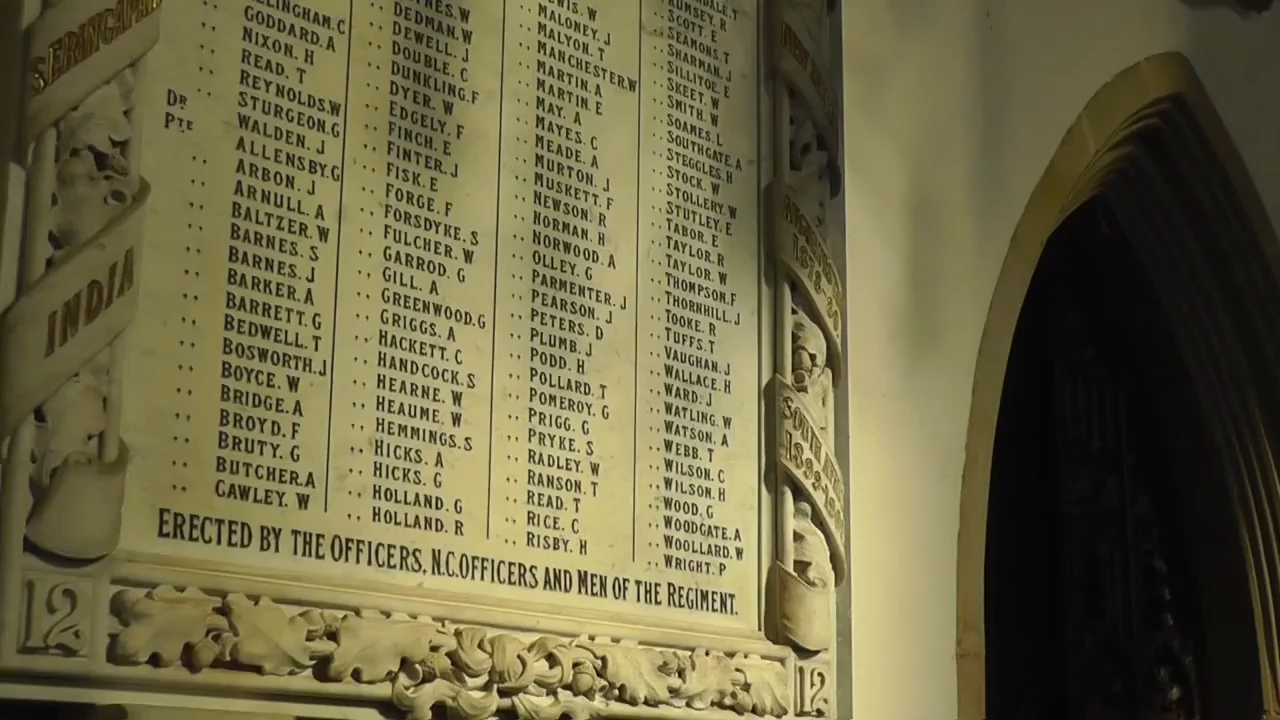 SERINGAPA
INDIA
12
LLINGHAM.C
,, GODDARD.A
,, NIXON. H
,, READ. T
,, REYNOLDS.W
DR STURGEON.G
PTE WALDEN. J
,, ALLENSBY.G
,, ARBON. J
,, ARNULL. A
,, BALTZER. W
,, BARNES. S
,, BARNES. J
,, BARKER. A
,, BARRETT. G
,, BEDWELL. T
,, BOSWORTH. J
,, BOYCE. W
,, BRIDGE. A
,, BROYD. F
,, BRUTY. G
,, BUTCHER. A
,, CAWLEY. W
,, DEDMAN.W
,, DEWELL. J
,, DOUBLE. C
,, DUNKLING.F
,, DYER. W
,, EDGELY. F
,, FINCH. E
,, FINTER. J
,, FISK. E
,, FORGE. F
,, FORSDYKE. S
,, FULCHER. W
,, GARROD. G
,, GILL. A
,, GREENWOOD.G
,, GRIGGS. A
,, HACKETT. C
,, HANDCOCK. S
,, HEARNE. W
,, HEAUME. W
,, HEMMINGS. S
,, HICKS. A
,, HICKS. G
,, HOLLAND. G
,, HOLLAND. R
,, MALONEY. J
,, MALYON. T
,, MANCHESTER.W
,, MARTIN. A
,, MARTIN. E
,, MAY. A
,, MAYES. C
,, MEADE. A
,, MURTON. J
,, MUSKETT. F
,, NEWSON. R
,, NORMAN. H
,, NORWOOD. A
,, OLLEY. G
,, PARMENTER. J
,, PEARSON. J
,, PETERS. D
,, PLUMB. J
,, PODD. H
,, POLLARD. T
,, POMEROY. G
,, PRIGG. G
,, PRYKE. S
,, RADLEY. W
,, RANSON. T
,, READ. T
,, RICE. C
,, RISBY. H
,, RUMSEY. R
,, SCOTT. E
,, SEAMONS. T
,, SHARMAN. J
,, SILLITOE. E
,, SKEET. W
,, SMITH. W
,, SOAMES. L
,, SOUTHGATE. A
,, STEGGLES. H
,, STOCK. W
,, STOLLERY. W
,, STUTLEY. E
,, TABOR. E
,, TAYLOR. R
,, TAYLOR. W
,, THOMPSON. F
,, THORNHILL. J
,, TOOKE. R
,, TUFFS. T
,, VAUGHAN. J
,, WALLACE. H
,, WARD. J
,, WATLING. W
,, WATSON. A
,, WEBB. T
,, WILSON. C
,, WILSON. H
,, WOOD. G
,, WOODGATE. A
,, WOOLLARD. W
,, WRIGHT. P
ERECTED BY THE OFFICERS, N.C.OFFICERS AND MEN OF THE REGIMENT.
SOUTH
12